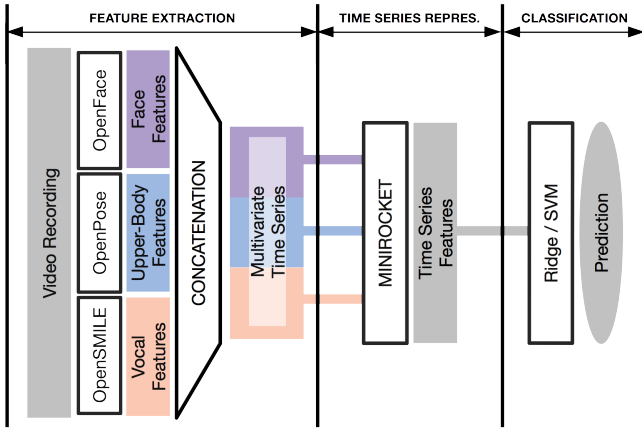 FEATURE EXTRACTION
TIME SERIES REPRES.
CLASSIFICATION
Video Recording
OpenFace
OpenPose
OpenSMILE
Face
Features
Upper-Body
Features
Vocal
Features
CONCATENATION
Multivariate
Time Series
MINIROCKET
Time Series
Features
Ridge / SVM
Prediction